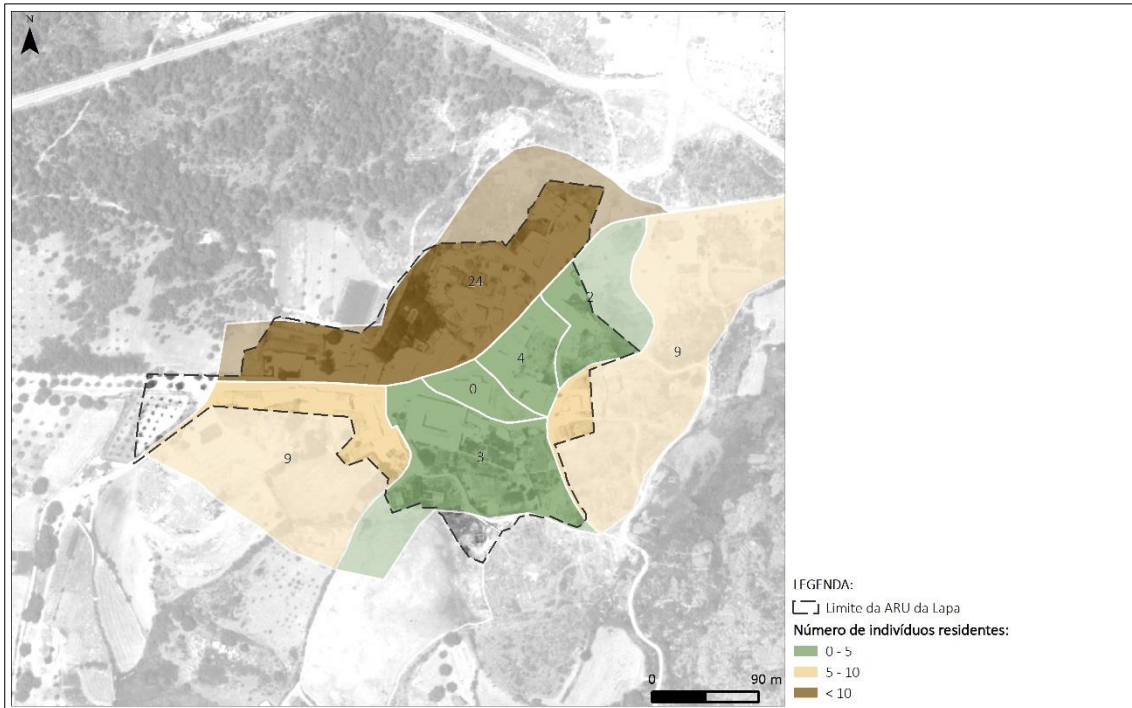 N
24
2
4
9
0
9
3
LEGENDA:
Limite da ARU da Lapa
Número de indivíduos residentes:
0 - 5
5 - 10
< 10
0 90 m